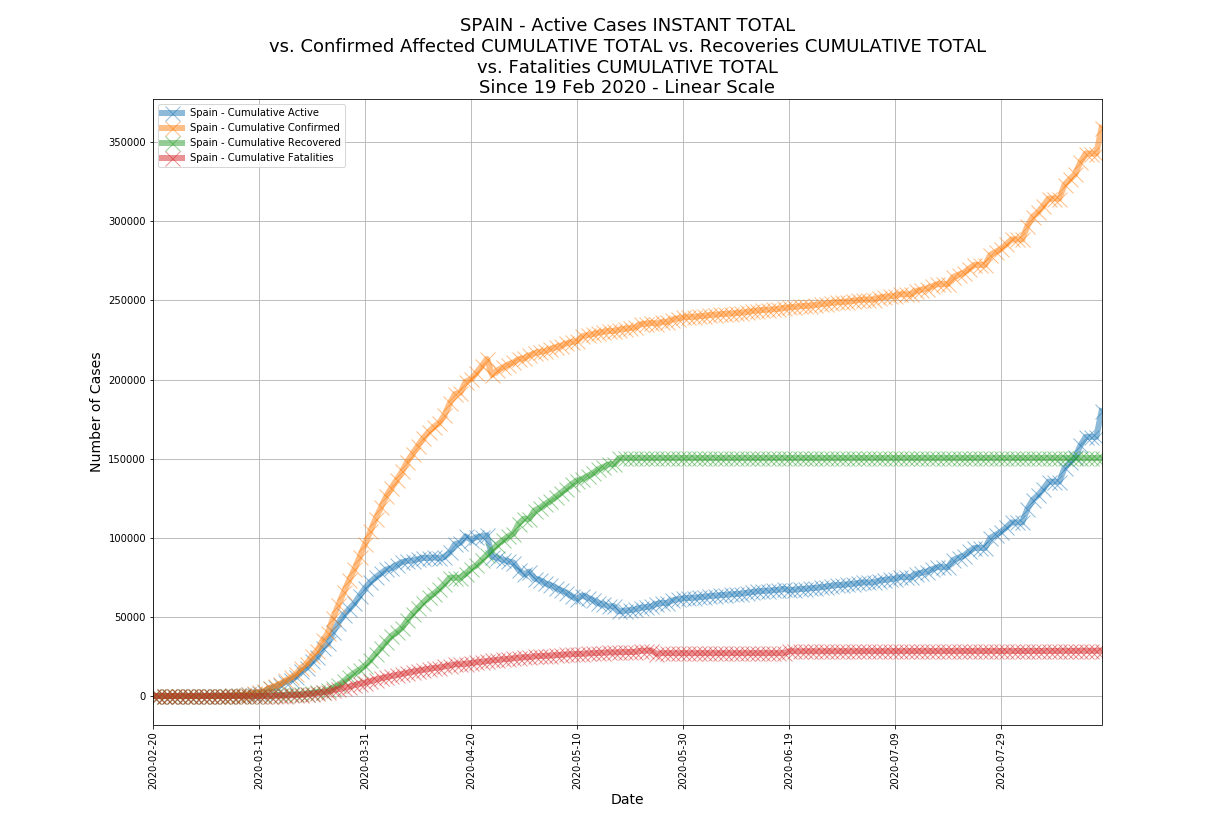 SPAIN - Active Cases INSTANT TOTAL
vs. Confirmed Affected CUMULATIVE TOTAL vs. Recoveries CUMULATIVE TOTAL
vs. Fatalities CUMULATIVE TOTAL
Since 19 Feb 2020 - Linear Scale
Spain - Cumulative Active
Spain - Cumulative Confirmed
Spain - Cumulative Recovered
Spain - Cumulative Fatalities
Number of Cases
350000
300000
250000
200000
150000
100000
50000
0
2020-02-20
2020-03-11
2020-03-31
2020-04-20
2020-05-10
2020-05-30
2020-06-19
2020-07-09
2020-07-29
Date